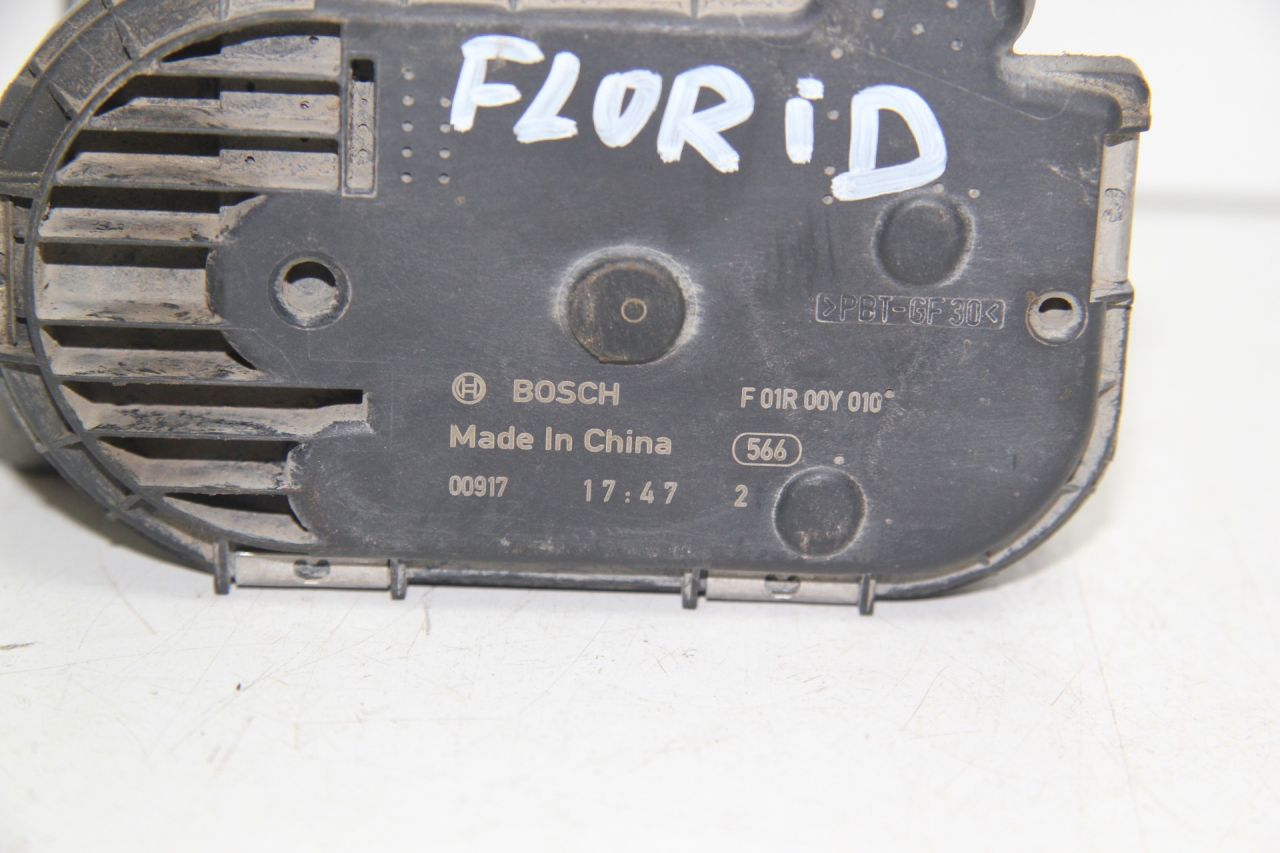 FLORiD
>PBT-GF30<
BOSCH F 01R 00Y 010
Made In China 566
00917 17:47 2